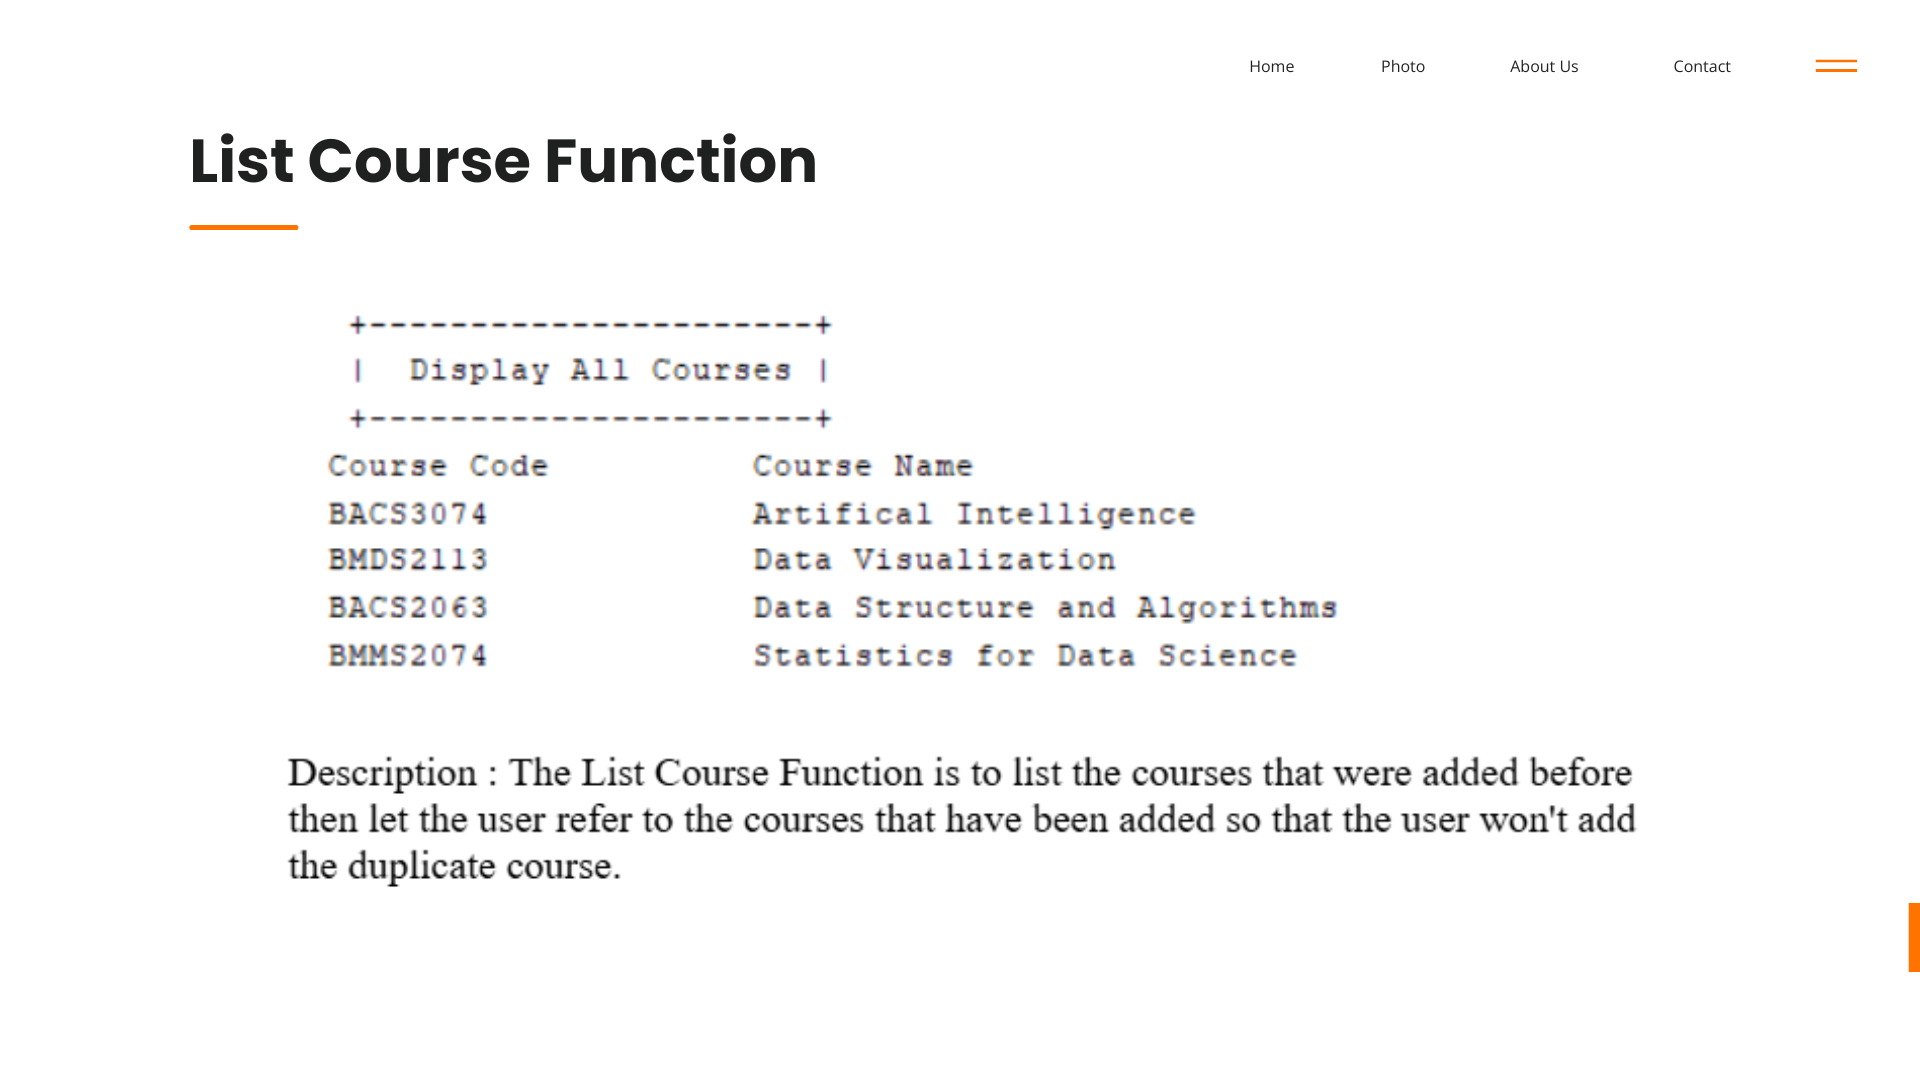 Home Photo About Us Contact
List Course Function
+----------------------+
|  Display All Courses |
+----------------------+
Course Code Course Name
BACS3074 Artifical Intelligence
BMDS2113 Data Visualization
BACS2063 Data Structure and Algorithms
BMMS2074 Statistics for Data Science
Description : The List Course Function is to list the courses that were added before
then let the user refer to the courses that have been added so that the user won't add
the duplicate course.